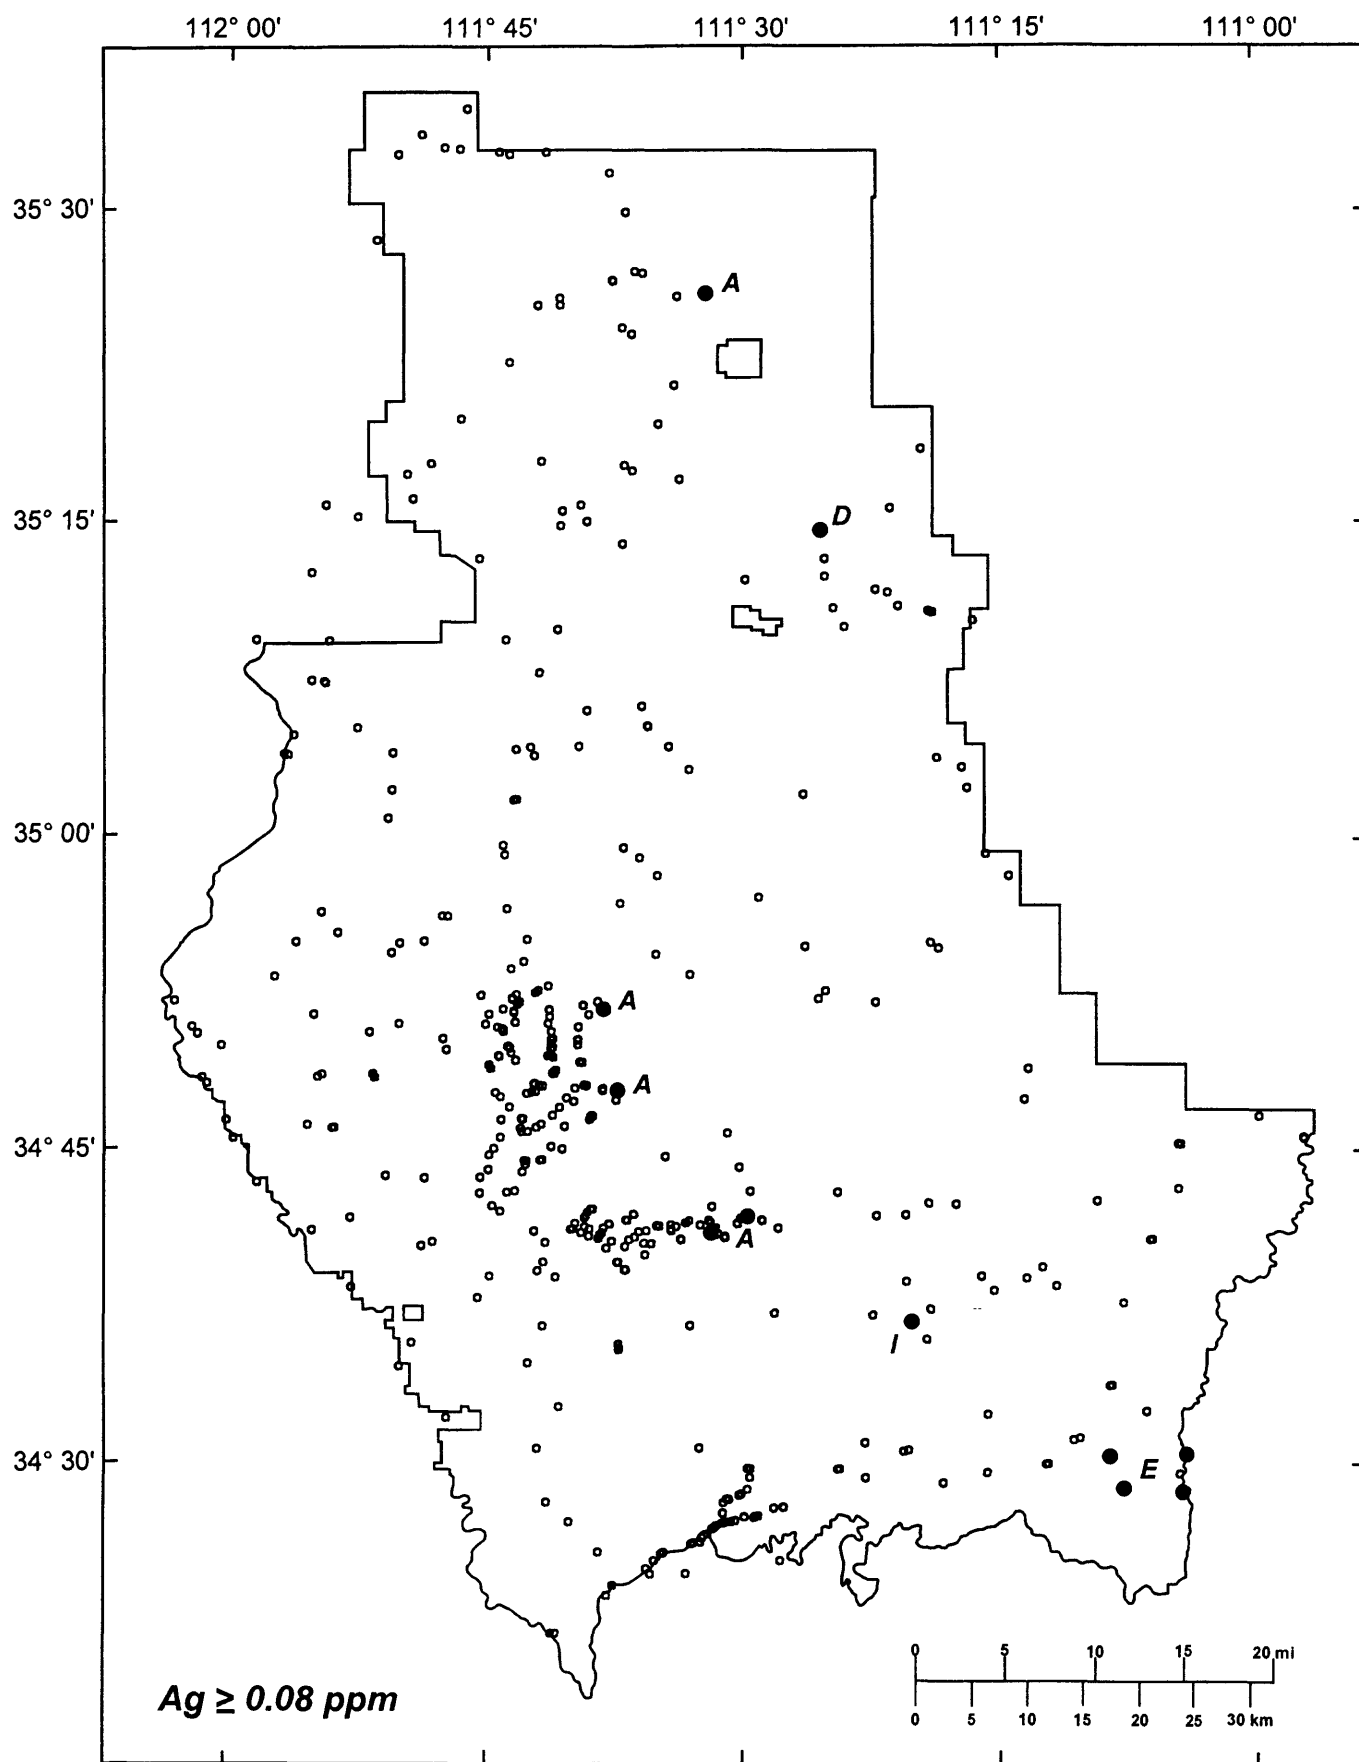 112° 00' 111° 45' 111° 30' 111° 15' 111° 00'
35° 30'
A
35° 15'
D
35° 00'
A
A
34° 45'
A
I
34° 30'
E
0 5 10 15 20 mi
Ag ≥ 0.08 ppm
0 5 10 15 20 25 30 km